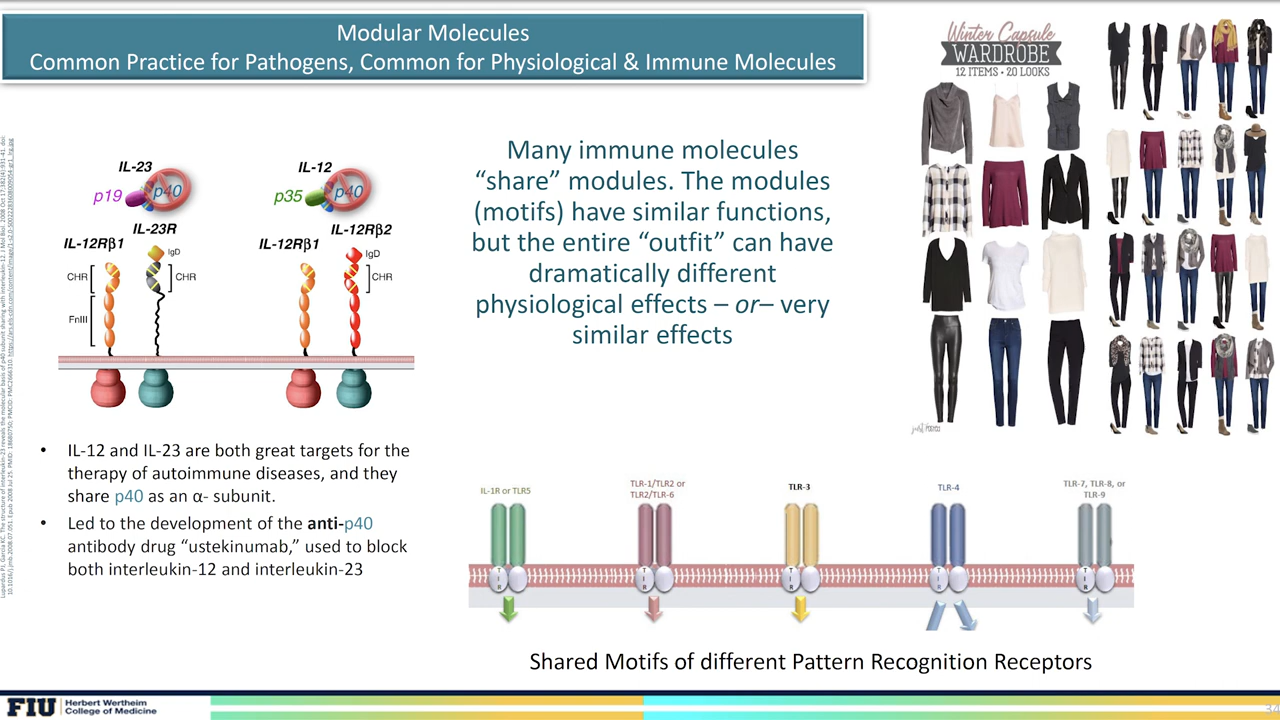 Modular Molecules
Common Practice for Pathogens, Common for Physiological & Immune Molecules
Winter Capsule
WARDROBE
12 ITEMS • 20 LOOKS
IL-23
p19
p40
IL-12
p35
p40
IL-23R
IL-12Rβ1
IgD
CHR
CHR
FnIII
IL-12Rβ2
IL-12Rβ1
IgD
CHR
Many immune molecules
“share” modules. The modules
(motifs) have similar functions,
but the entire “outfit” can have
dramatically different
physiological effects – or– very
similar effects
• IL-12 and IL-23 are both great targets for the
therapy of autoimmune diseases, and they
share p40 as an α- subunit.
• Led to the development of the anti-p40
antibody drug “ustekinumab,” used to block
both interleukin-12 and interleukin-23
IL-1R or TLR5
TLR-1/TLR2 or
TLR2/TLR-6
TLR-3
TLR-4
TLR-7, TLR-8, or
TLR-9
T I R
T I R
T I R
T I R
T I R
Shared Motifs of different Pattern Recognition Receptors
FIU
Herbert Wertheim
College of Medicine
34